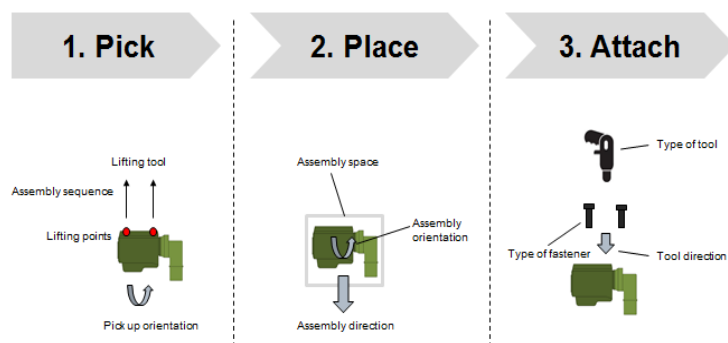 1. Pick
2. Place
3. Attach
Lifting tool
Assembly sequence
Lifting points
Pick up orientation
Assembly space
Assembly
orientation
Assembly direction
Type of tool
Type of fastener
Tool direction